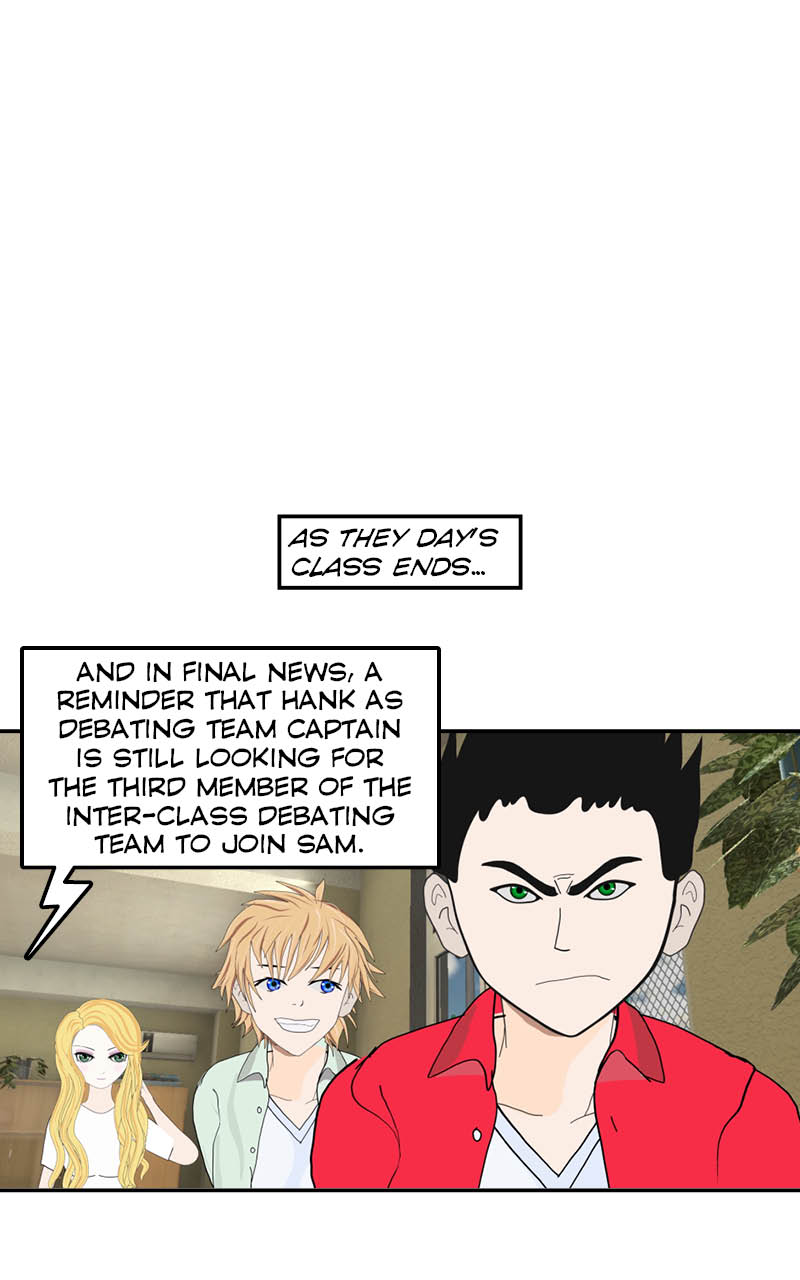 AS THEY DAY'S
CLASS ENDS...
AND IN FINAL NEWS, A
REMINDER THAT HANK AS
DEBATING TEAM CAPTAIN
IS STILL LOOKING FOR
THE THIRD MEMBER OF THE
INTER-CLASS DEBATING
TEAM TO JOIN SAM.